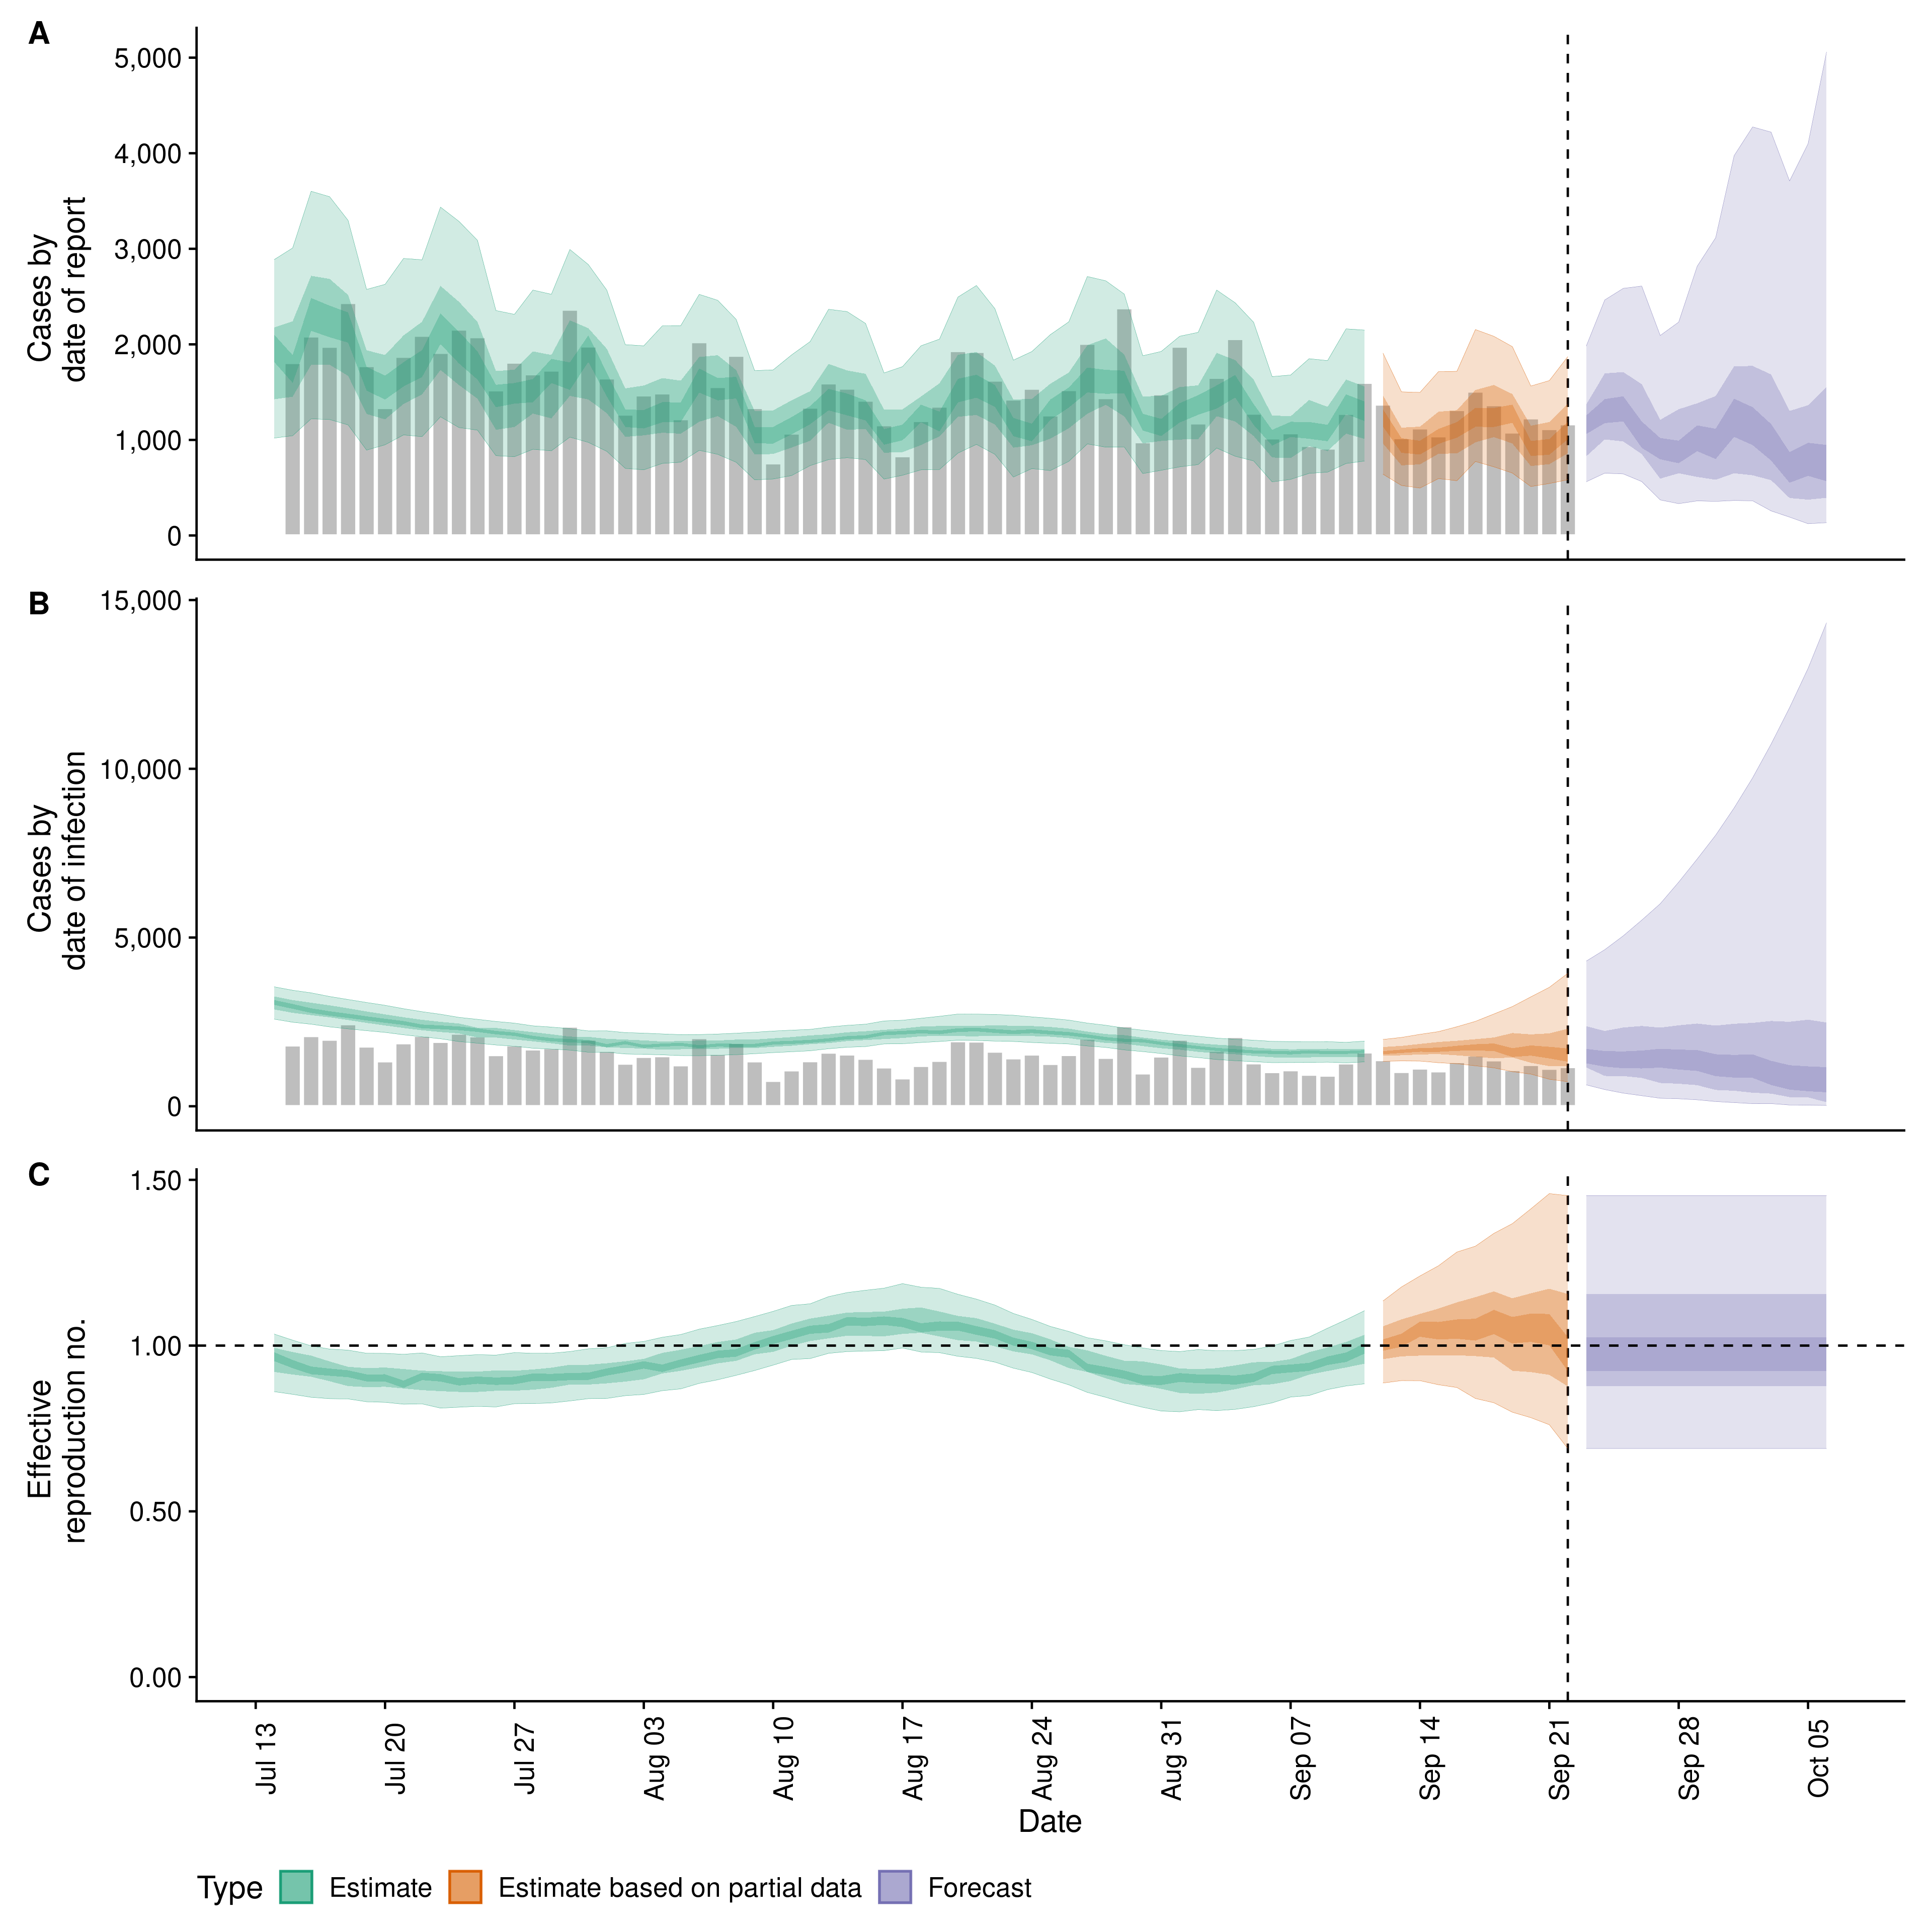 A
Cases by
date of report
5,000
4,000
3,000
2,000
1,000
0
B
Cases by
date of infection
15,000
10,000
5,000
0
C
Effective
reproduction no.
1.50
1.00
0.50
0.00
Jul 13
Jul 20
Jul 27
Aug 03
Aug 10
Aug 17
Aug 24
Aug 31
Sep 07
Sep 14
Sep 21
Sep 28
Oct 05
Date
Type Estimate Estimate based on partial data Forecast